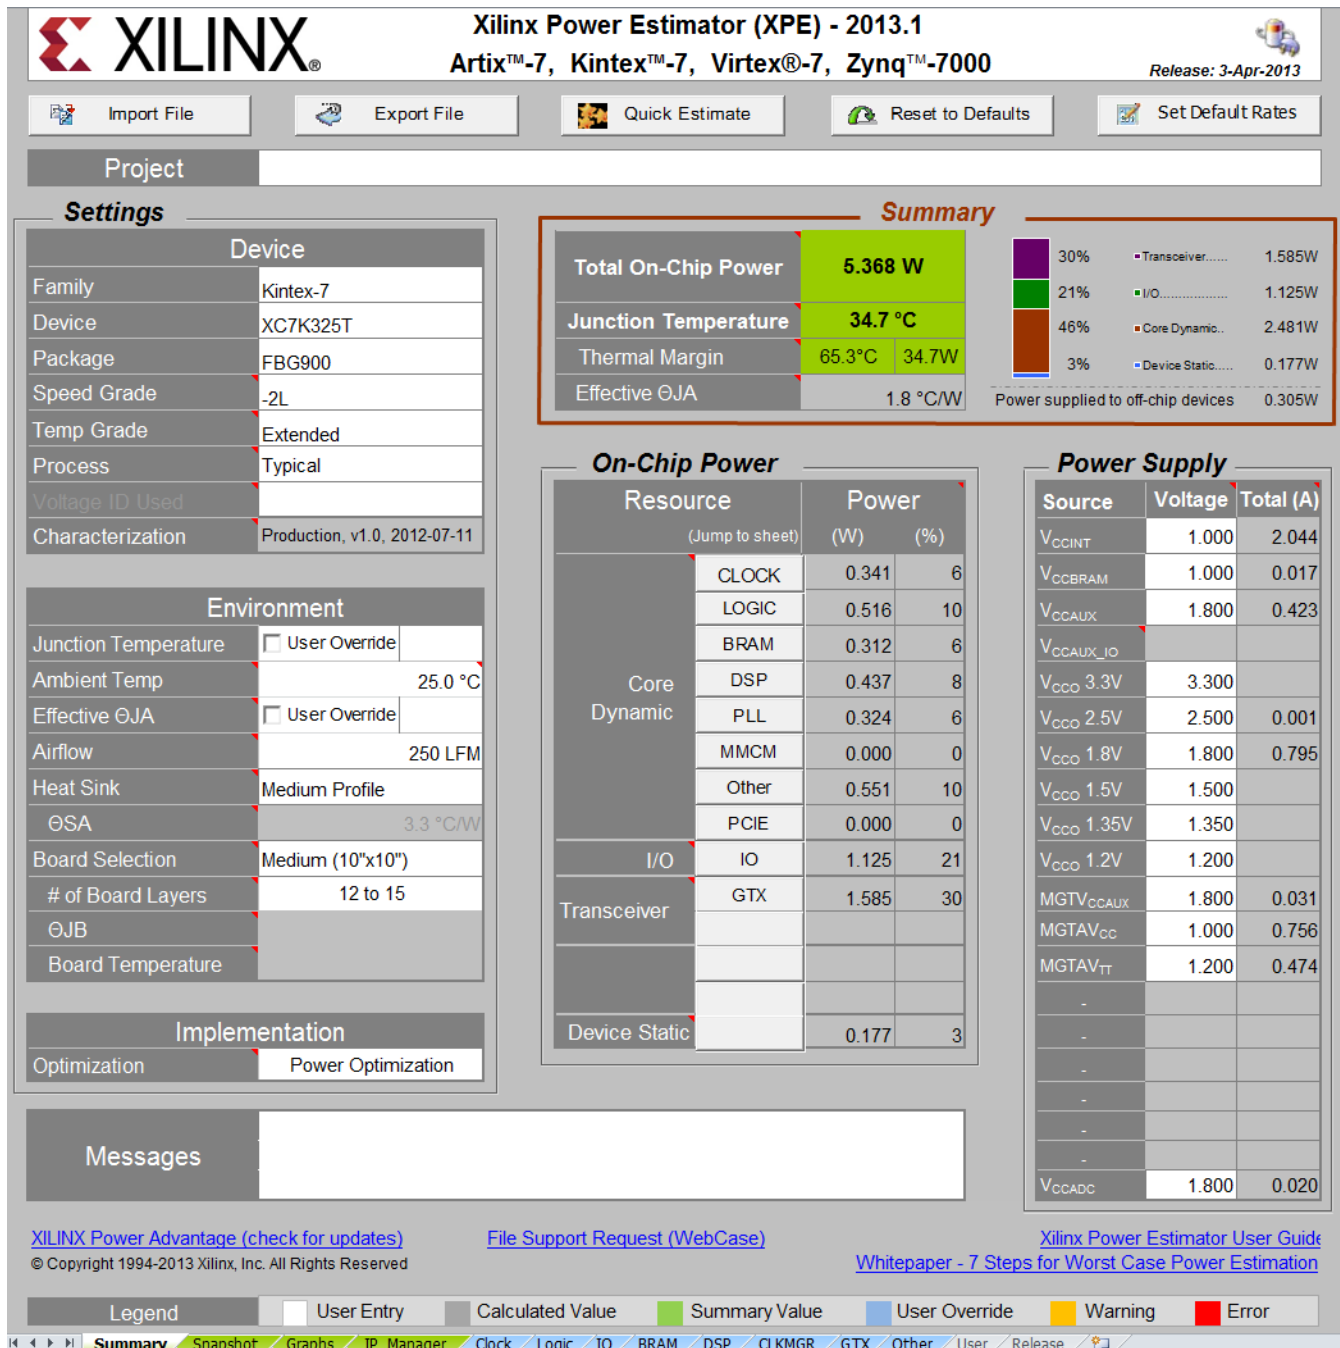 XILINX®
Xilinx Power Estimator (XPE) - 2013.1
Artix™-7, Kintex™-7, Virtex®-7, Zynq™-7000
Release: 3-Apr-2013
Import File
Export File
Quick Estimate
Reset to Defaults
Set Default Rates
Project
Settings
Device
Family Kintex-7
Device XC7K325T
Package FBG900
Speed Grade -2L
Temp Grade Extended
Process Typical
Voltage ID Used
Characterization Production, v1.0, 2012-07-11
Environment
Junction Temperature User Override
Ambient Temp 25.0 °C
Effective ΘJA User Override
Airflow 250 LFM
Heat Sink Medium Profile
ΘSA 3.3 °C/W
Board Selection Medium (10"x10")
# of Board Layers 12 to 15
ΘJB
Board Temperature
Implementation
Optimization Power Optimization
Summary
Total On-Chip Power 5.368 W
Junction Temperature 34.7 °C
Thermal Margin 65.3°C 34.7W
Effective ΘJA 1.8 °C/W
30% Transceiver...... 1.585W
21% I/O................. 1.125W
46% Core Dynamic.. 2.481W
3% Device Static..... 0.177W
Power supplied to off-chip devices 0.305W
On-Chip Power
Resource Power
(Jump to sheet) (W) (%)
Core Dynamic
CLOCK 0.341 6
LOGIC 0.516 10
BRAM 0.312 6
DSP 0.437 8
PLL 0.324 6
MMCM 0.000 0
Other 0.551 10
PCIE 0.000 0
I/O IO 1.125 21
Transceiver GTX 1.585 30
Device Static 0.177 3
Power Supply
Source Voltage Total (A)
VCCINT 1.000 2.044
VCCBRAM 1.000 0.017
VCCAUX 1.800 0.423
VCCAUX_IO
VCCO 3.3V 3.300
VCCO 2.5V 2.500 0.001
VCCO 1.8V 1.800 0.795
VCCO 1.5V 1.500
VCCO 1.35V 1.350
VCCO 1.2V 1.200
MGTVCCAUX 1.800 0.031
MGTAVCC 1.000 0.756
MGTAVTT 1.200 0.474
-
-
-
-
-
-
VCCADC 1.800 0.020
Messages
XILINX Power Advantage (check for updates)
File Support Request (WebCase)
Xilinx Power Estimator User Guide
© Copyright 1994-2013 Xilinx, Inc. All Rights Reserved
Whitepaper - 7 Steps for Worst Case Power Estimation
Legend User Entry Calculated Value Summary Value User Override Warning Error
Summary Snapshot Graphs IP_Manager Clock Logic IO BRAM DSP CLKMGR GTX Other User Release